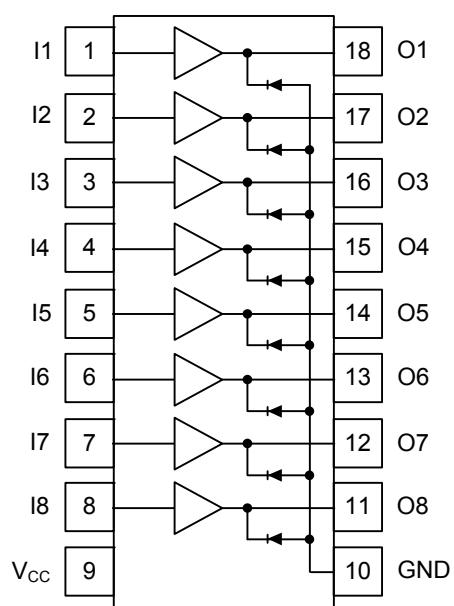 I1 1 18 O1
I2 2 17 O2
I3 3 16 O3
I4 4 15 O4
I5 5 14 O5
I6 6 13 O6
I7 7 12 O7
I8 8 11 O8
VCC 9 10 GND